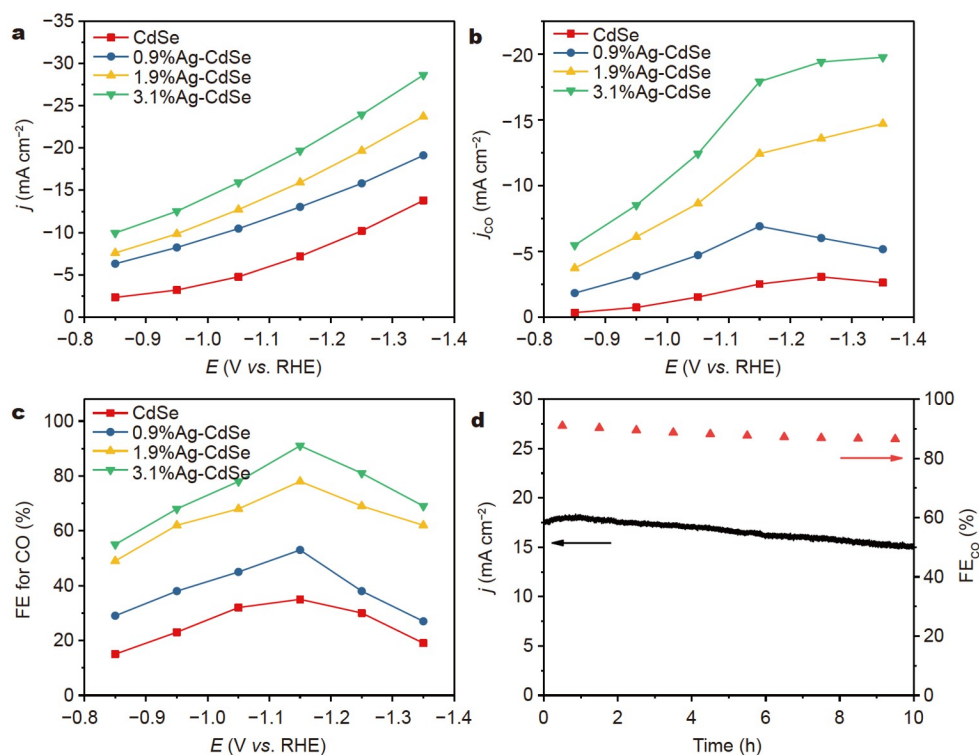 a
CdSe
0.9%Ag-CdSe
1.9%Ag-CdSe
3.1%Ag-CdSe
−35
−30
−25
−20
−15
−10
−5
0
j (mA cm⁻²)
−0.8 −0.9 −1.0 −1.1 −1.2 −1.3 −1.4
E (V vs. RHE)
b
CdSe
0.9%Ag-CdSe
1.9%Ag-CdSe
3.1%Ag-CdSe
−20
−15
−10
−5
0
j_CO (mA cm⁻²)
−0.8 −0.9 −1.0 −1.1 −1.2 −1.3 −1.4
E (V vs. RHE)
c
CdSe
0.9%Ag-CdSe
1.9%Ag-CdSe
3.1%Ag-CdSe
100
80
60
40
20
0
FE for CO (%)
−0.8 −0.9 −1.0 −1.1 −1.2 −1.3 −1.4
E (V vs. RHE)
d
30
25
20
15
10
5
0
j (mA cm⁻²)
100
80
60
40
20
0
FE_CO (%)
0 2 4 6 8 10
Time (h)